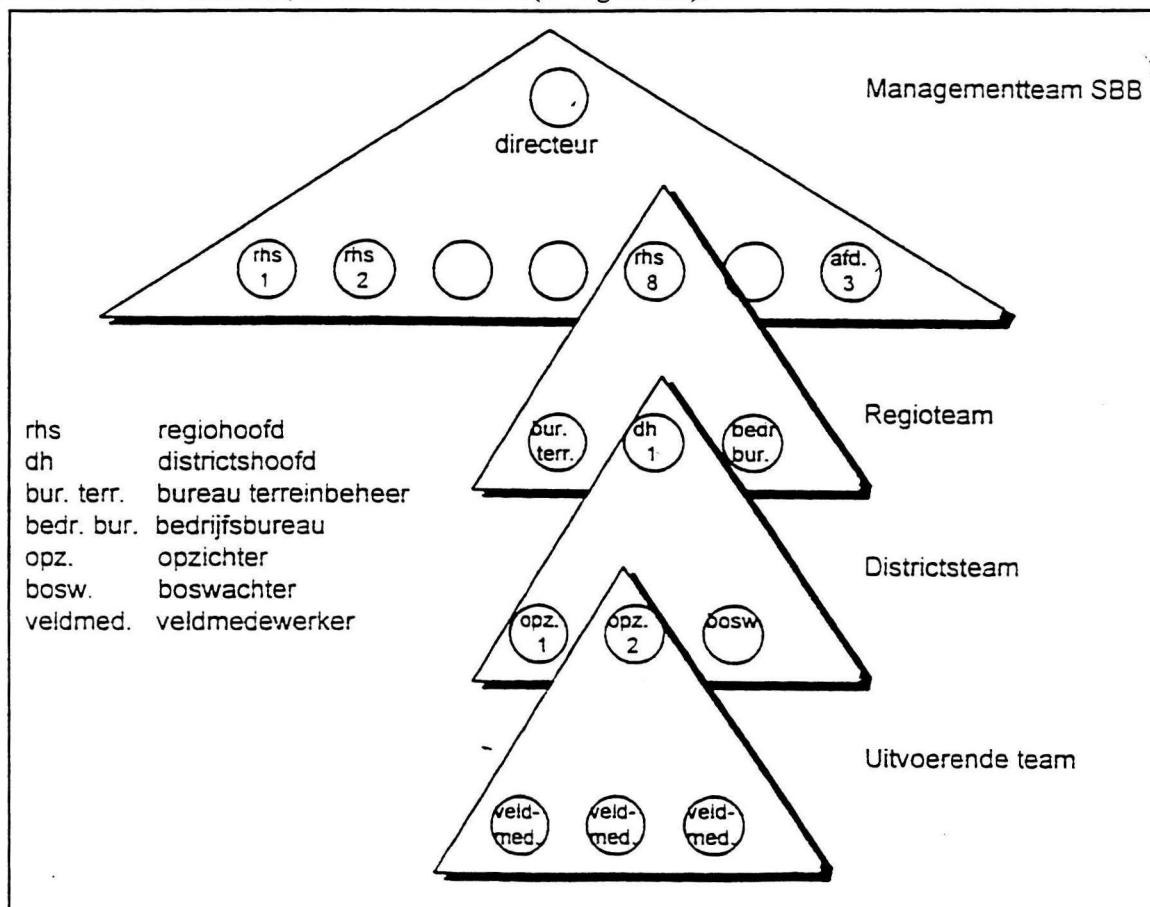 Managementteam SBB
directeur
rhs
1
rhs
2
rhs
8
afd.
3
Regioteam
bur.
terr.
dh
1
bedr
bur.
rhs regiohoofd
dh districtshoofd
bur. terr. bureau terreinbeheer
bedr. bur. bedrijfsbureau
opz. opzichter
bosw. boswachter
veldmed. veldmedewerker
Districtsteam
opz.
1
opz.
2
bosw
Uitvoerende team
veld-
med.
veld-
med.
veld-
med.